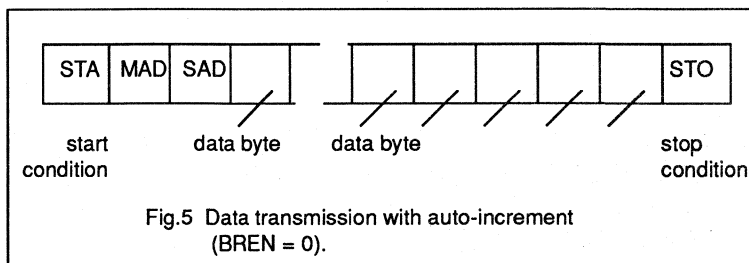 STA MAD SAD STO
start data byte data byte stop
condition condition
Fig.5 Data transmission with auto-increment
(BREN = 0).